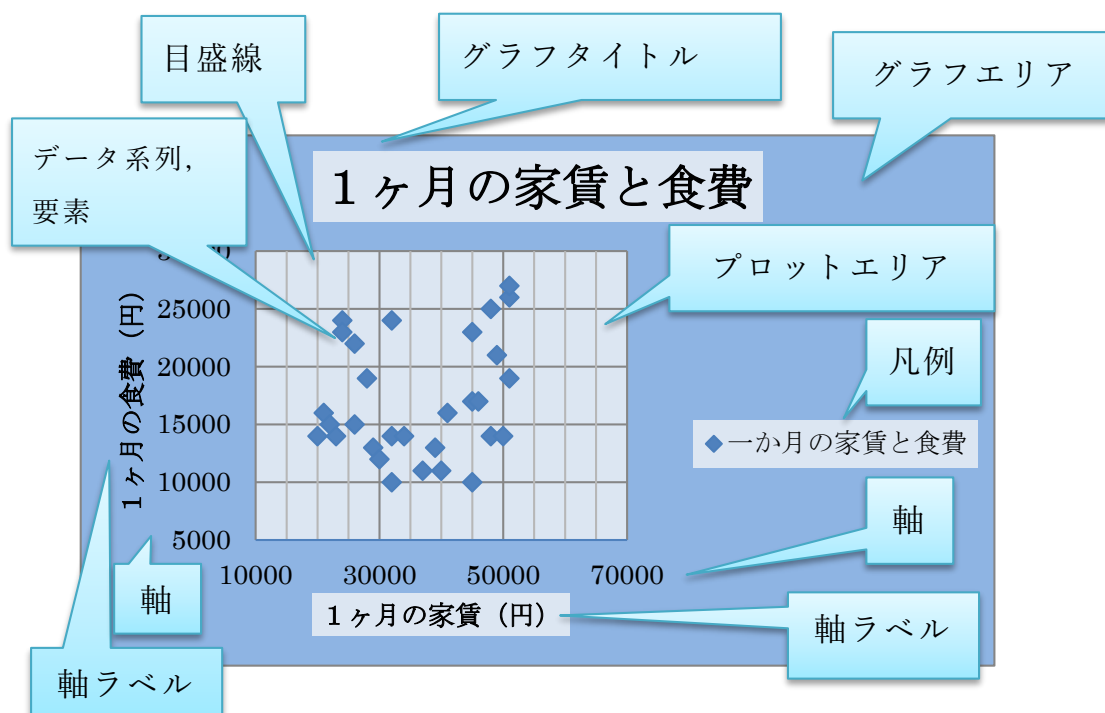 目盛線
グラフタイトル
グラフエリア
データ系列,
要素
１ヶ月の家賃と食費
プロットエリア
凡例
１ヶ月の食費（円）
25000
20000
15000
10000
5000
◆一か月の家賃と食費
軸
10000 30000 50000 70000
軸
１ヶ月の家賃（円）
軸ラベル
軸ラベル